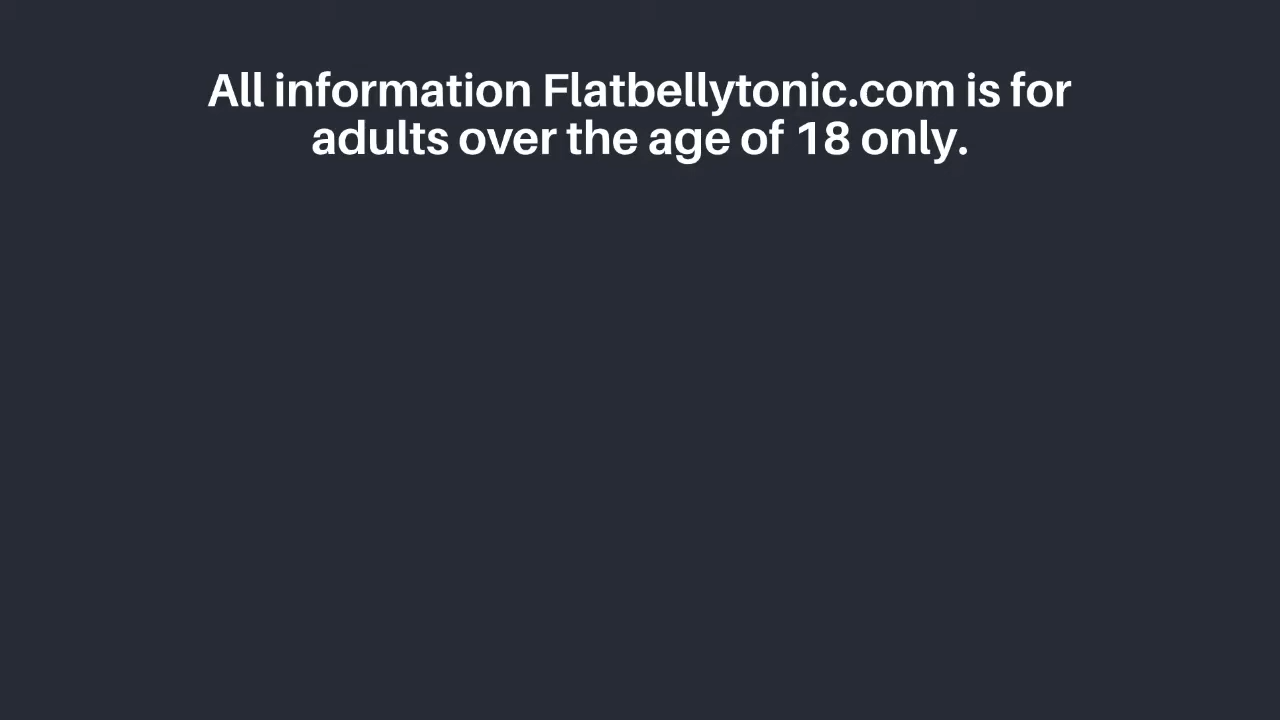 All information Flatbellytonic.com is for
adults over the age of 18 only.